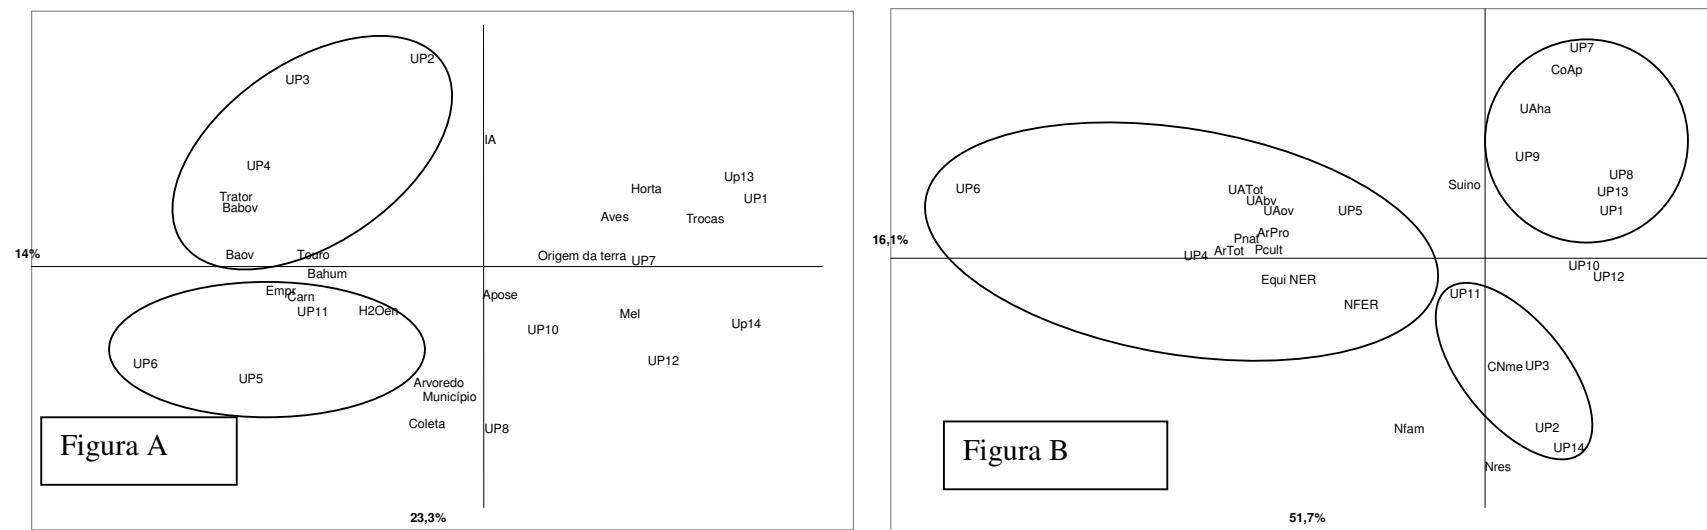 UP2
UP3
IA
UP4
Up13
Horta
UP1
Trator
Babov
Aves
Trocas
Baov
Touro
Origem da terra
UP7
14%
Bahum
Empr
Carn
Apose
UP11
H2Oen
Mel
UP10
Up14
UP6
UP12
UP5
Arvoredo
Município
Coleta
UP8
Figura A
23,3%
UP7
CoAp
UAha
UP9
UP8
Suino
UP6
UATot
UP13
UAbv
UAov
UP5
UP1
ArPro
Pnat
16,1%
ArTot
Pcult
UP4
UP10
UP12
Equi NER
UP11
NFER
CNme
UP3
Nfam
UP2
UP14
Nres
Figura B
51,7%